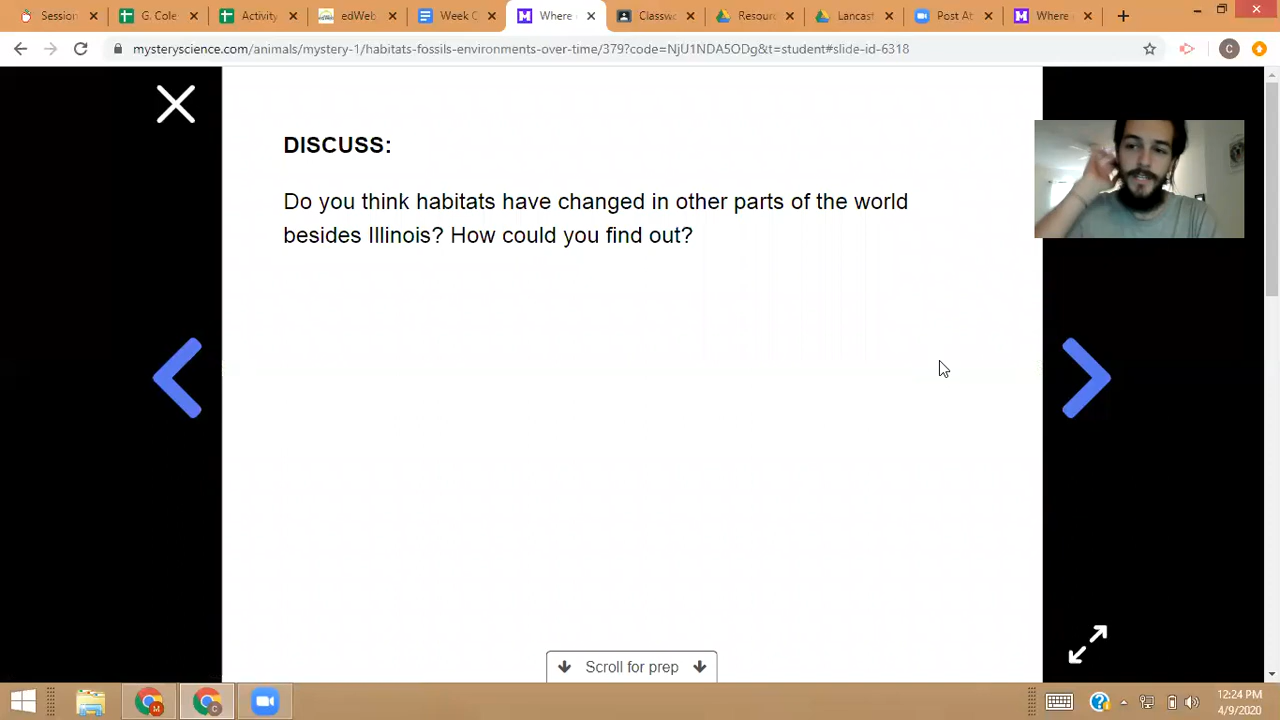 Session
G. Cole
Activity
edWeb
Week C
Where
Classwo
Resourc
Lancast
Post At
Where
mysteryscience.com/animals/mystery-1/habitats-fossils-environments-over-time/379?code=NjU1NDA5ODg&t=student#slide-id-6318
C
DISCUSS:
Do you think habitats have changed in other parts of the world
besides Illinois? How could you find out?
Scroll for prep
M
C
12:24 PM
4/9/2020